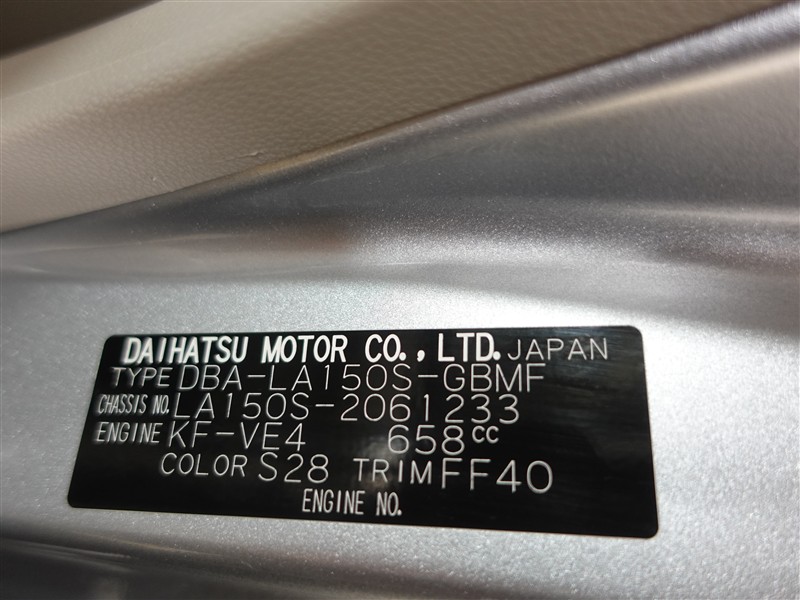 DAIHATSU MOTOR CO., LTD. JAPAN
TYPE DBA-LA150S-GBMF
CHASSIS NO. LA150S-2061233
ENGINE KF-VE4 658cc
COLOR S28 TRIM FF40
ENGINE NO.